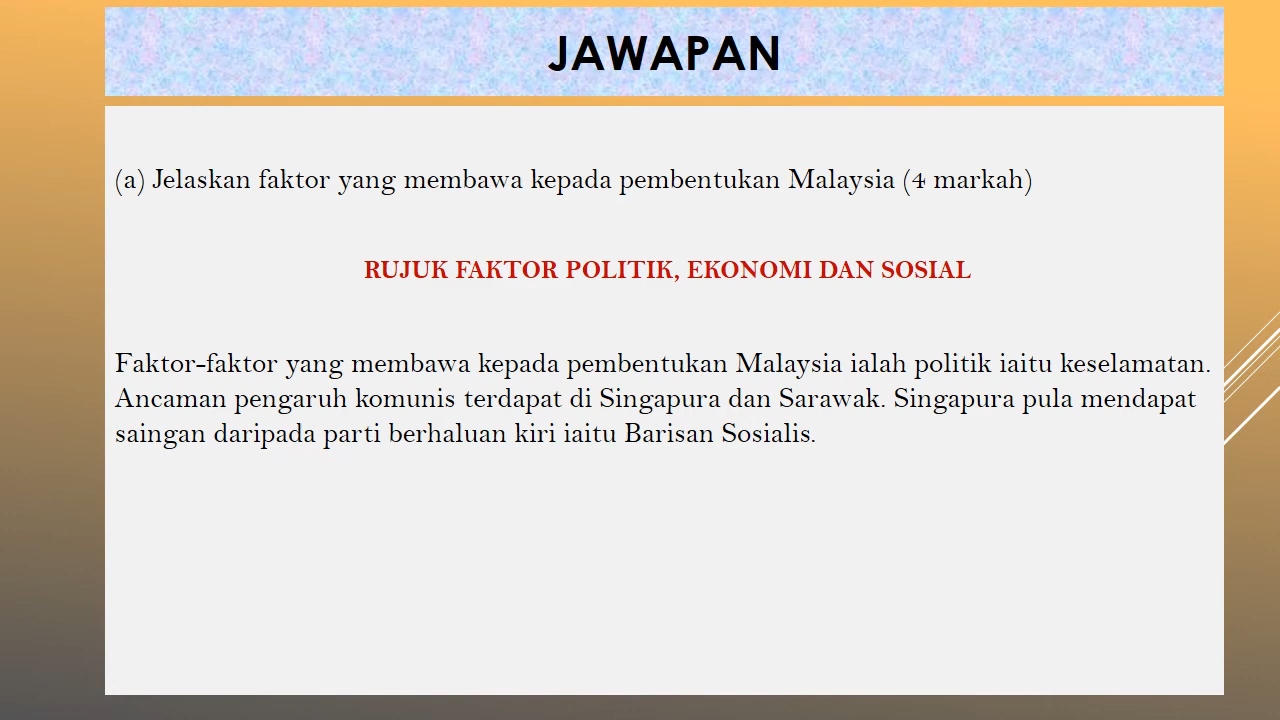 JAWAPAN
(a) Jelaskan faktor yang membawa kepada pembentukan Malaysia (4 markah)
RUJUK FAKTOR POLITIK, EKONOMI DAN SOSIAL
Faktor-faktor yang membawa kepada pembentukan Malaysia ialah politik iaitu keselamatan.
Ancaman pengaruh komunis terdapat di Singapura dan Sarawak. Singapura pula mendapat
saingan daripada parti berhaluan kiri iaitu Barisan Sosialis.